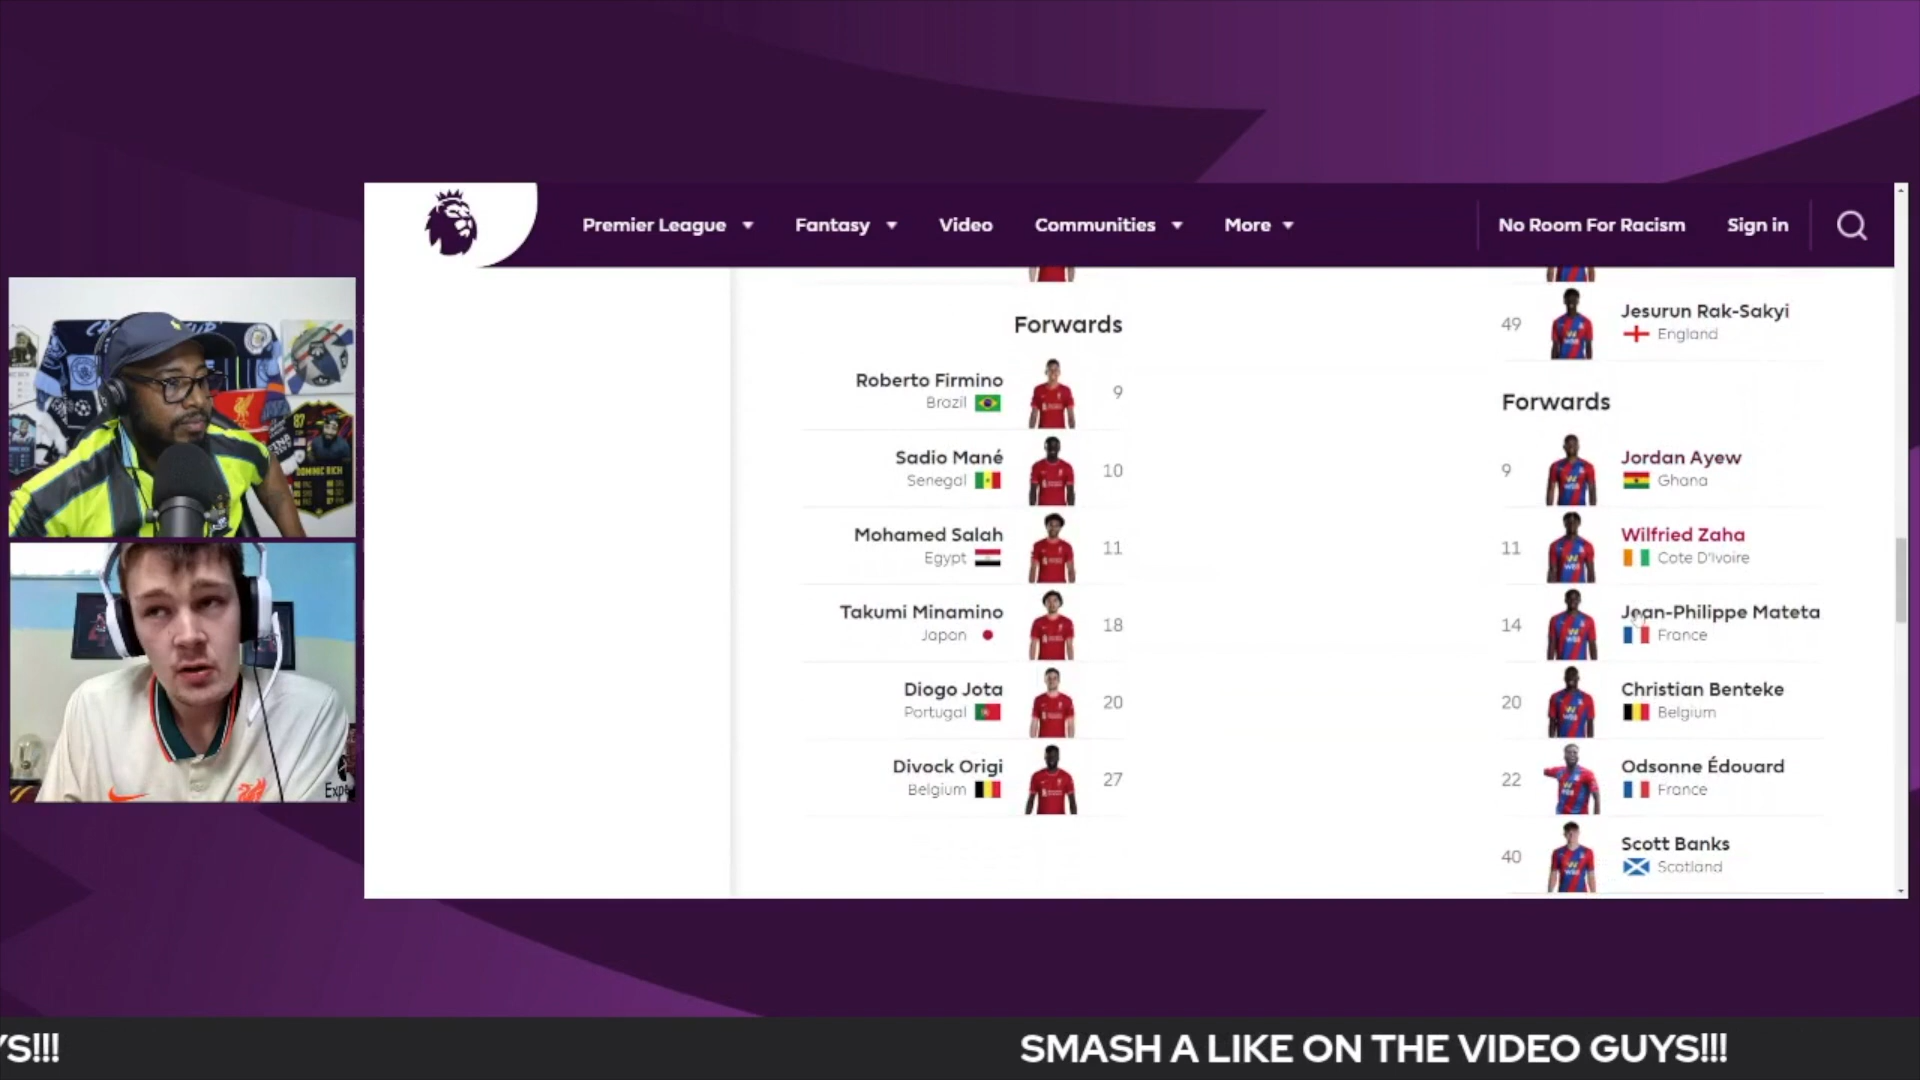 Premier League
Fantasy
Video
Communities
More
No Room For Racism
Sign in
Forwards
Roberto Firmino
Brazil
9
Sadio Mané
Senegal
10
Mohamed Salah
Egypt
11
Takumi Minamino
Japan
18
Diogo Jota
Portugal
20
Divock Origi
Belgium
27
49
Jesurun Rak-Sakyi
England
Forwards
9
Jordan Ayew
Ghana
11
Wilfried Zaha
Cote D'Ivoire
14
Jean-Philippe Mateta
France
20
Christian Benteke
Belgium
22
Odsonne Édouard
France
40
Scott Banks
Scotland
87
DOMINIC RICH
Expe
YS!!!
SMASH A LIKE ON THE VIDEO GUYS!!!